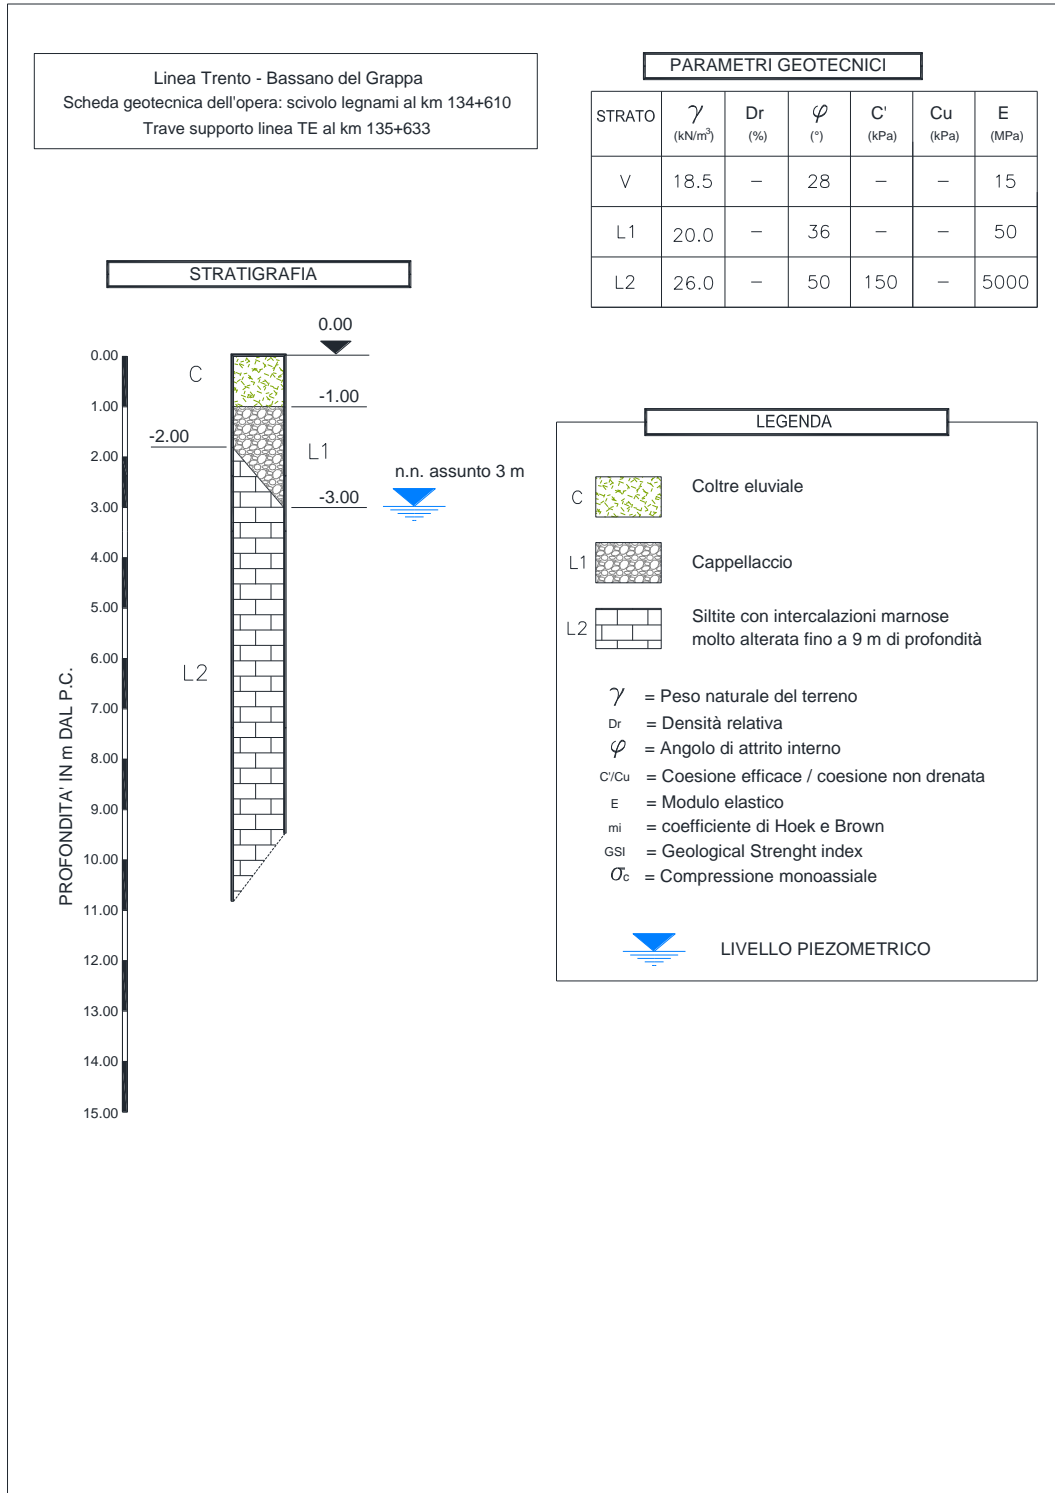 Linea Trento - Bassano del Grappa
Scheda geotecnica dell'opera: scivolo legnami al km 134+610
Trave supporto linea TE al km 135+633
PARAMETRI GEOTECNICI
STRATO γ Dr φ C' Cu E
(kN/m³) (%) (°) (kPa) (kPa) (MPa)
V 18.5 – 28 – – 15
L1 20.0 – 36 – – 50
L2 26.0 – 50 150 – 5000
STRATIGRAFIA
0.00
0.00
C
-1.00
1.00
-2.00
L1
2.00
n.n. assunto 3 m
-3.00
3.00
4.00
5.00
6.00
L2
7.00
8.00
9.00
10.00
11.00
12.00
13.00
14.00
15.00
PROFONDITA' IN m DAL P.C.
LEGENDA
C Coltre eluviale
L1 Cappellaccio
L2 Siltite con intercalazioni marnose
molto alterata fino a 9 m di profondità
γ = Peso naturale del terreno
Dr = Densità relativa
φ = Angolo di attrito interno
C'/Cu = Coesione efficace / coesione non drenata
E = Modulo elastico
mi = coefficiente di Hoek e Brown
GSI = Geological Strenght index
σc = Compressione monoassiale
LIVELLO PIEZOMETRICO